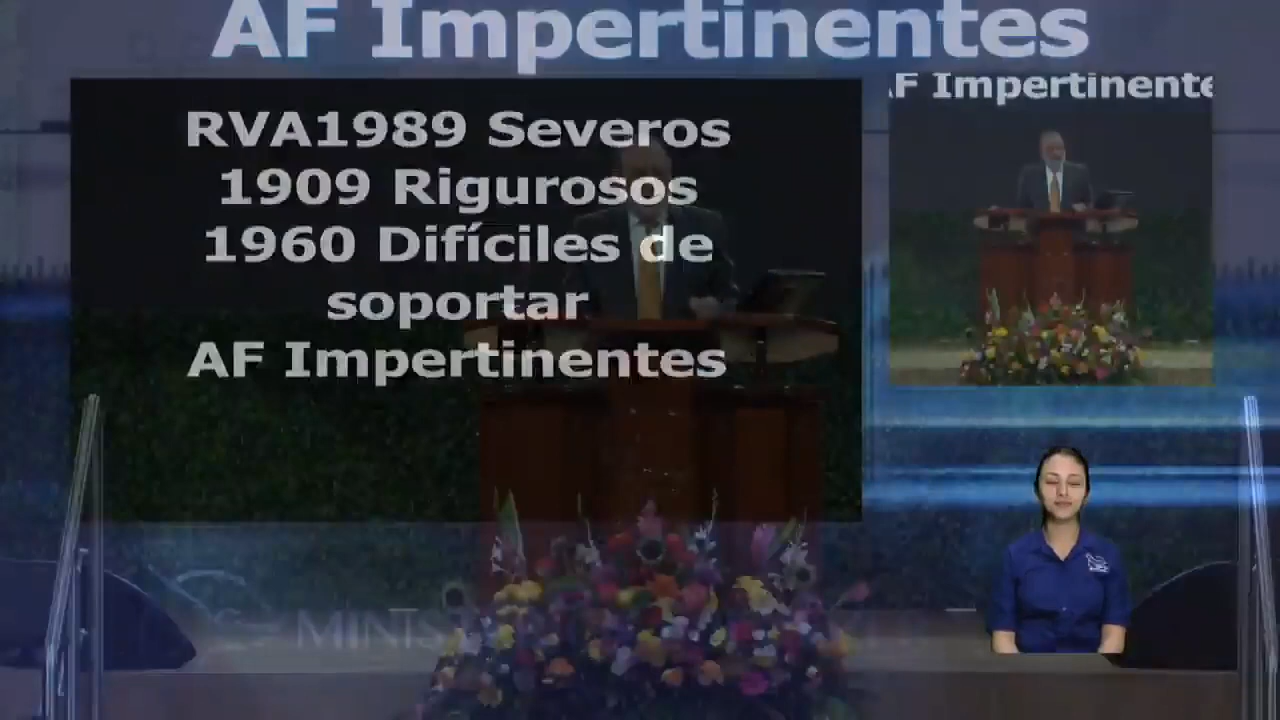 AF Impertinentes
AF Impertinente
RVA1989 Severos
1909 Rigurosos
1960 Difíciles de
soportar
AF Impertinentes